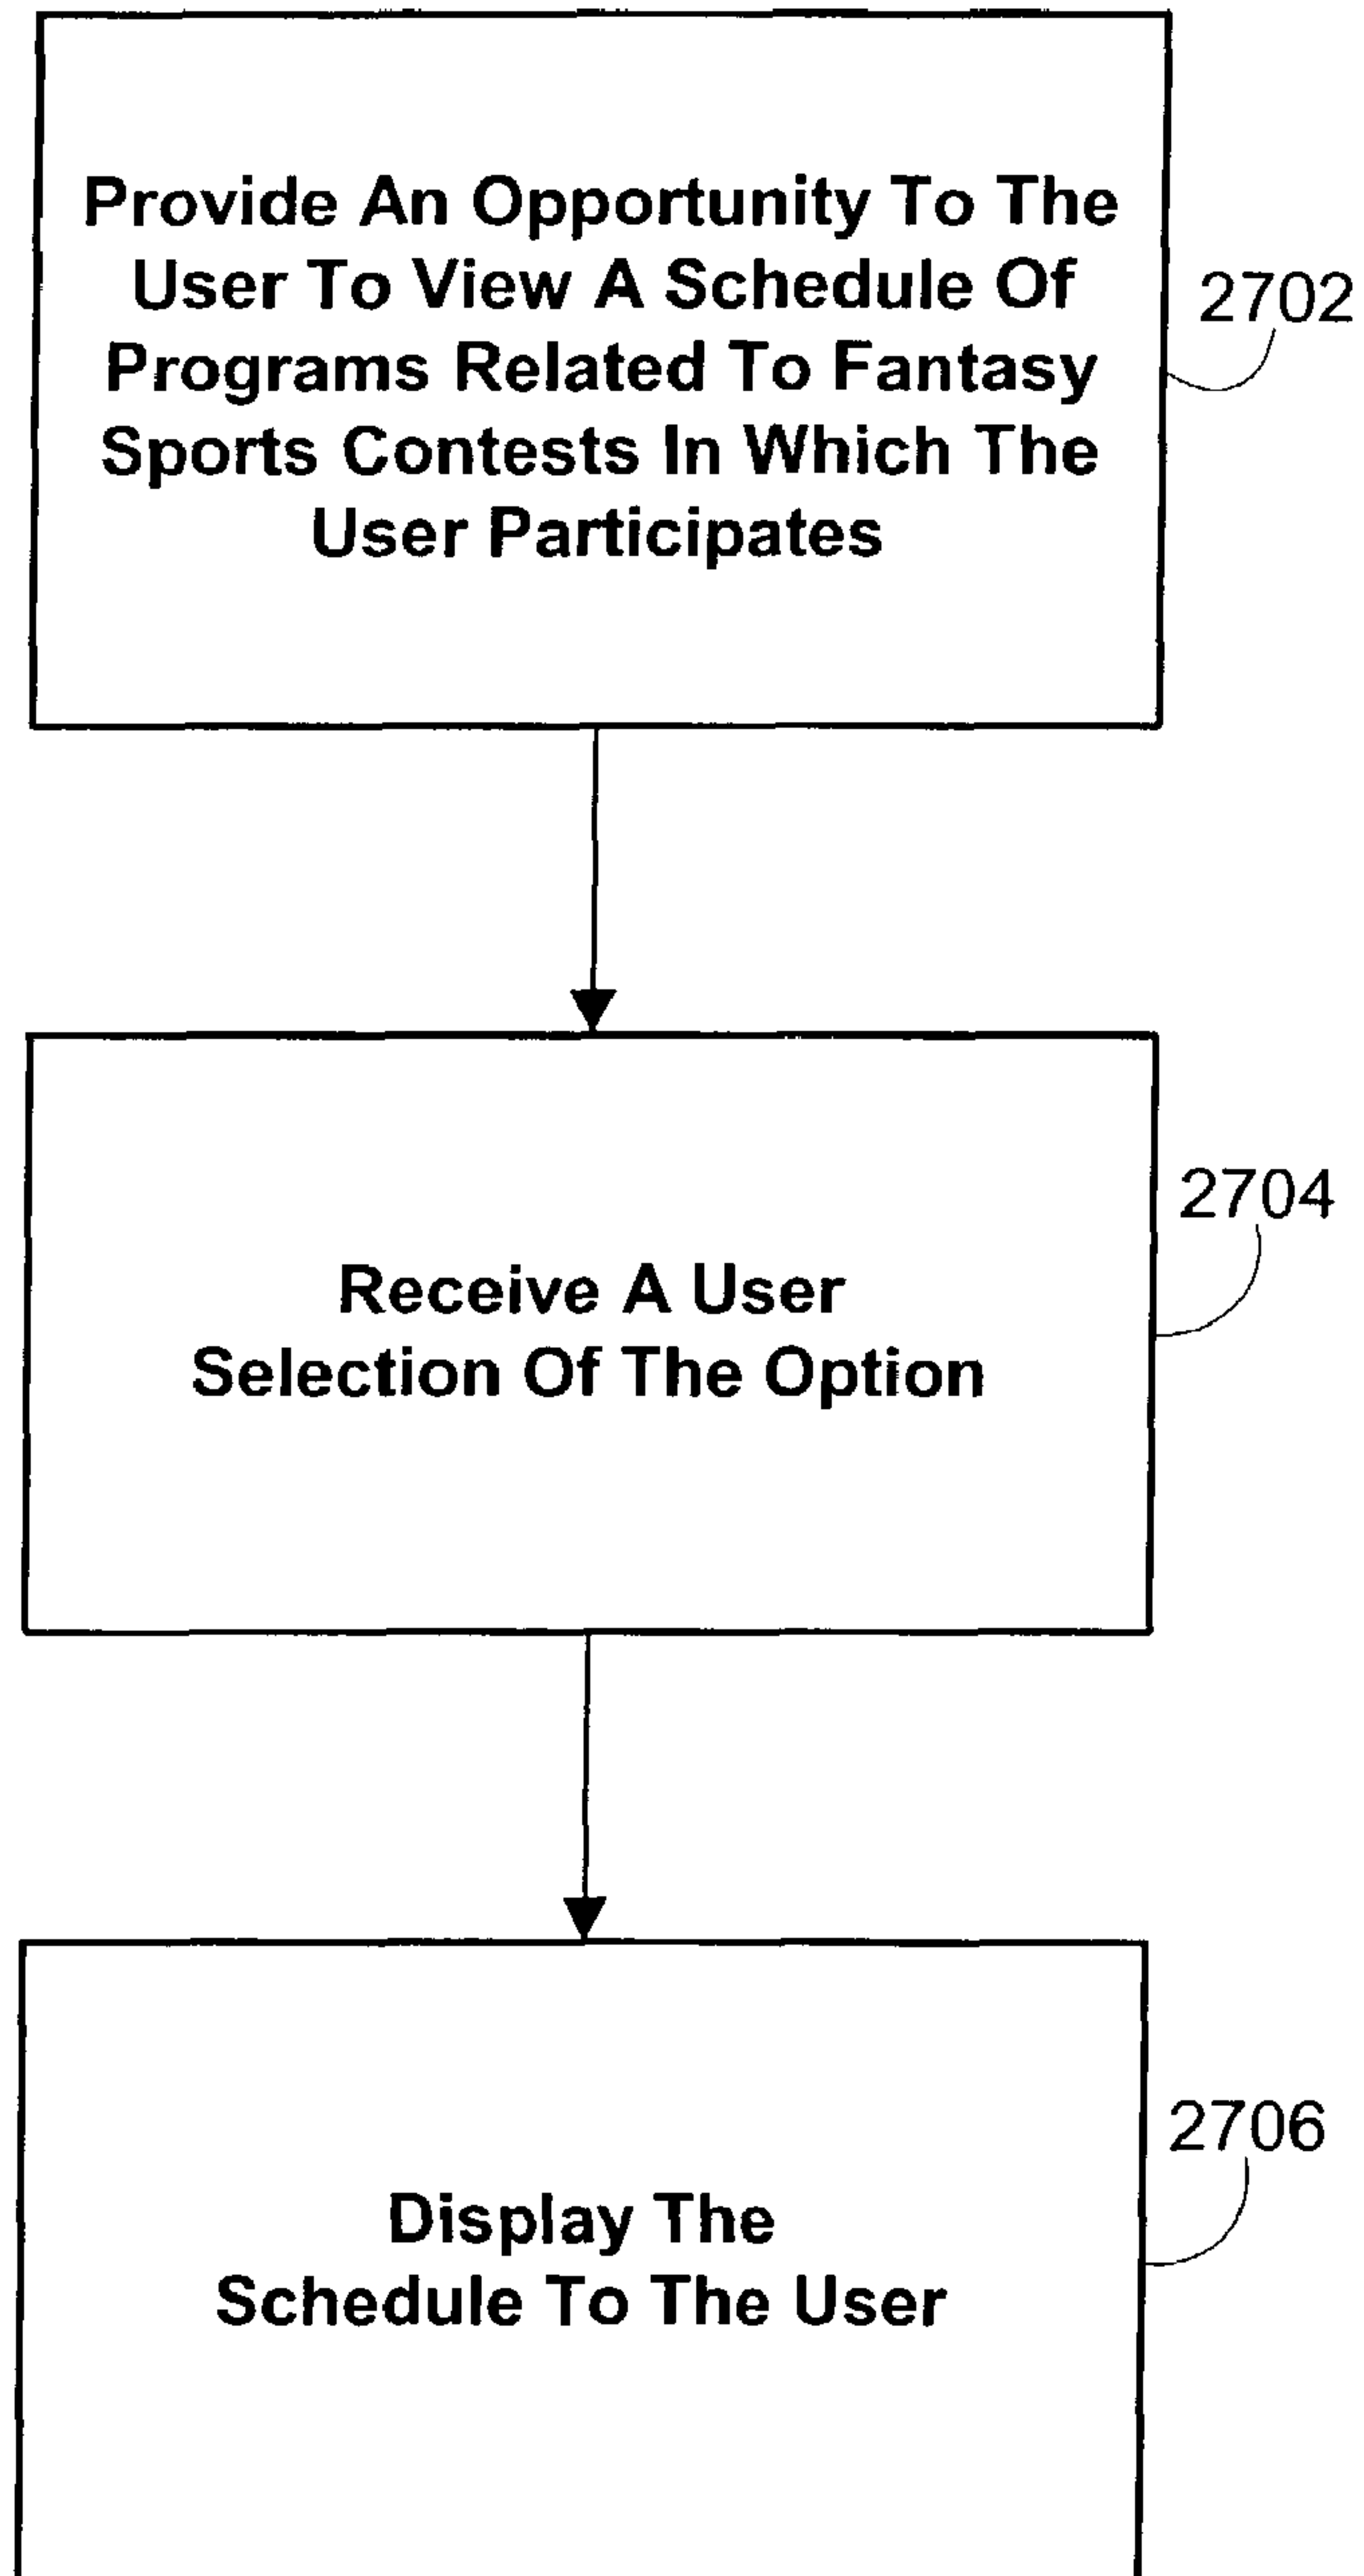 Provide An Opportunity To The
User To View A Schedule Of
Programs Related To Fantasy
Sports Contests In Which The
User Participates
2702
Receive A User
Selection Of The Option
2704
Display The
Schedule To The User
2706